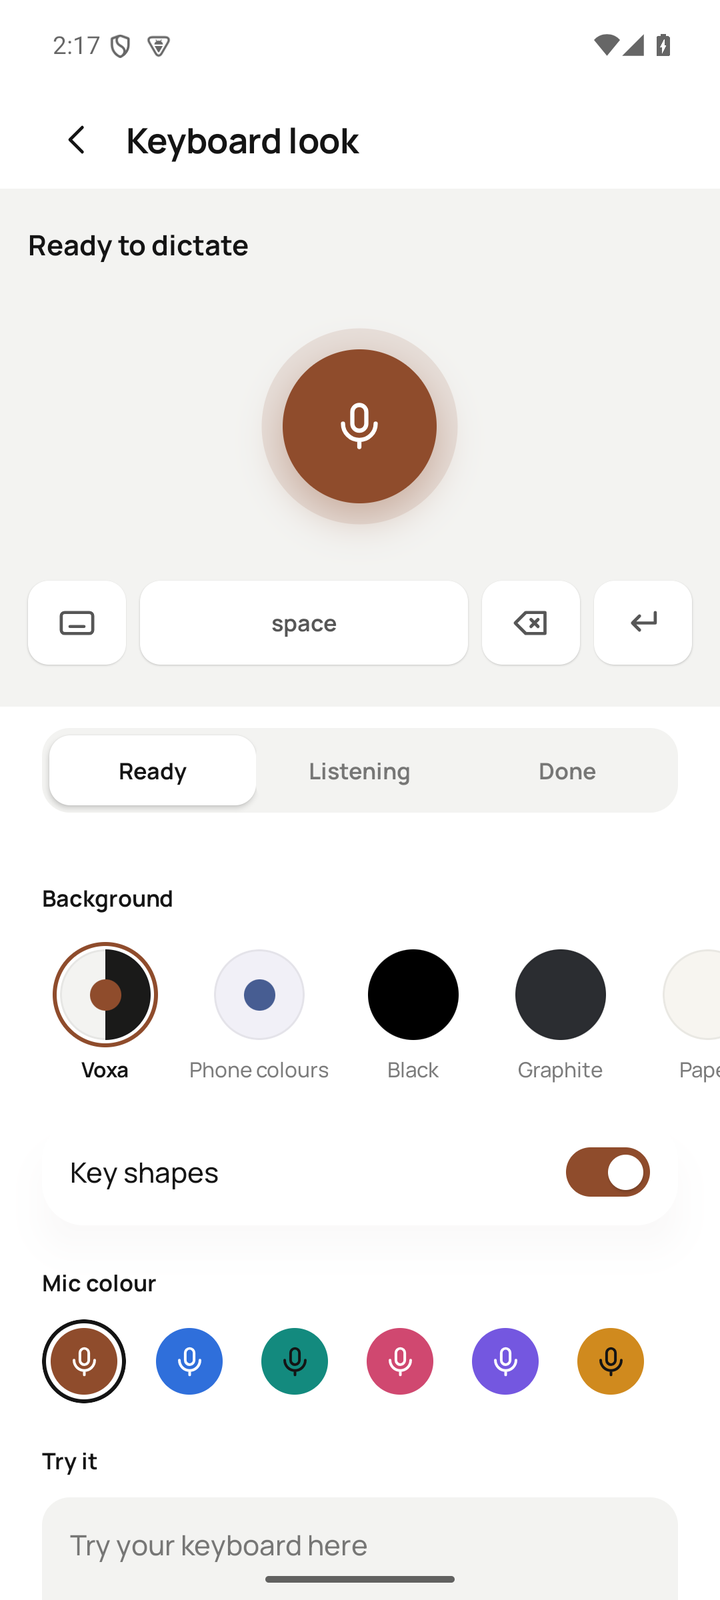 2:17
Keyboard look
Ready to dictate
space
Ready Listening Done
Background
Voxa Phone colours Black Graphite Pape
Key shapes
Mic colour
Try it
Try your keyboard here